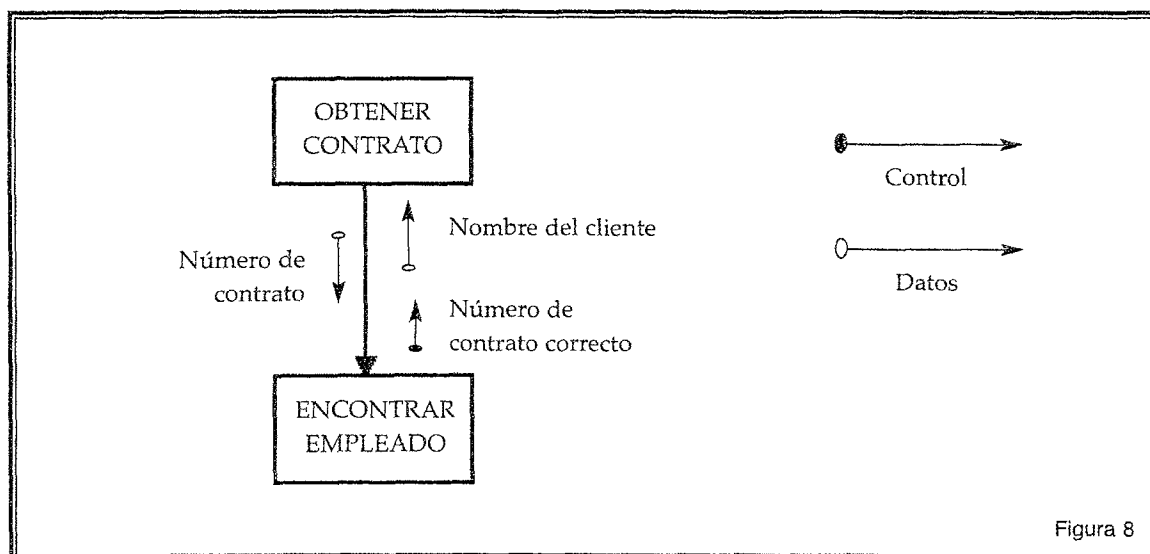 OBTENER
CONTRATO
Control
Nombre del cliente
Número de
contrato
Datos
Número de
contrato correcto
ENCONTRAR
EMPLEADO
Figura 8